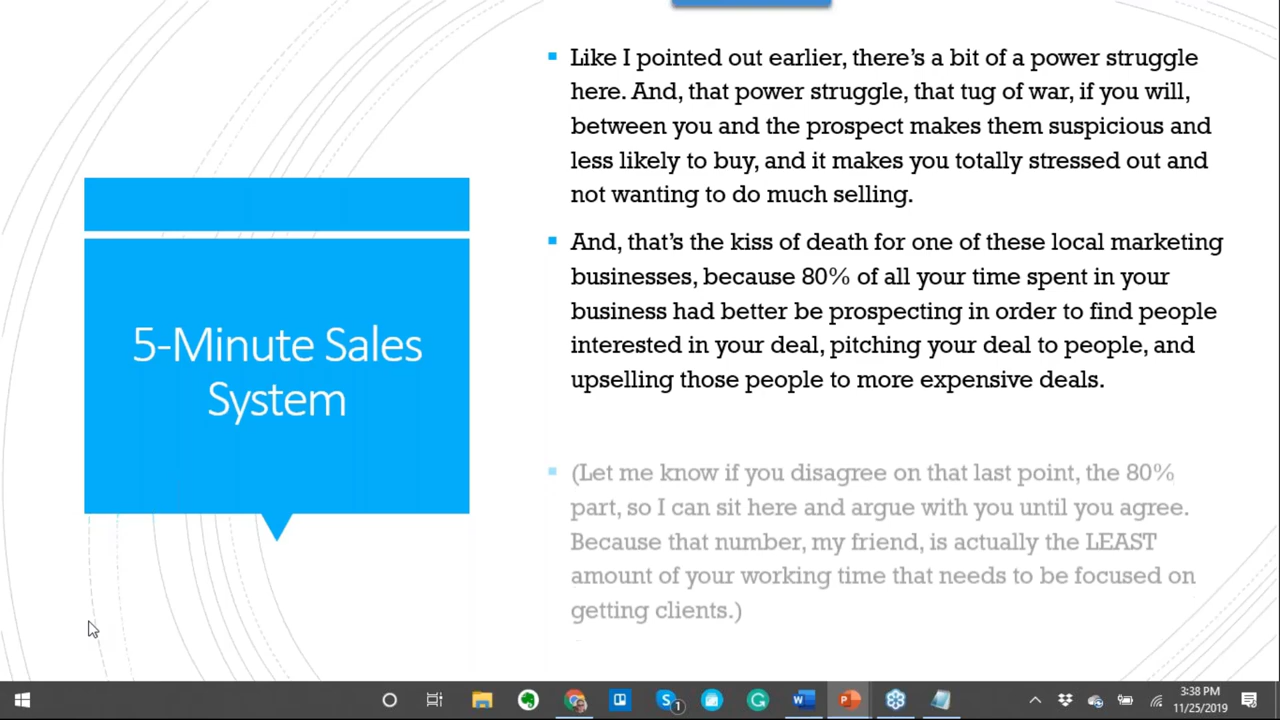 5-Minute Sales
System
Like I pointed out earlier, there's a bit of a power struggle
here. And, that power struggle, that tug of war, if you will,
between you and the prospect makes them suspicious and
less likely to buy, and it makes you totally stressed out and
not wanting to do much selling.
And, that's the kiss of death for one of these local marketing
businesses, because 80% of all your time spent in your
business had better be prospecting in order to find people
interested in your deal, pitching your deal to people, and
upselling those people to more expensive deals.
(Let me know if you disagree on that last point, the 80%
part, so I can sit here and argue with you until you agree.
Because that number, my friend, is actually the LEAST
amount of your working time that needs to be focused on
getting clients.)
1
3:38 PM
11/25/2019